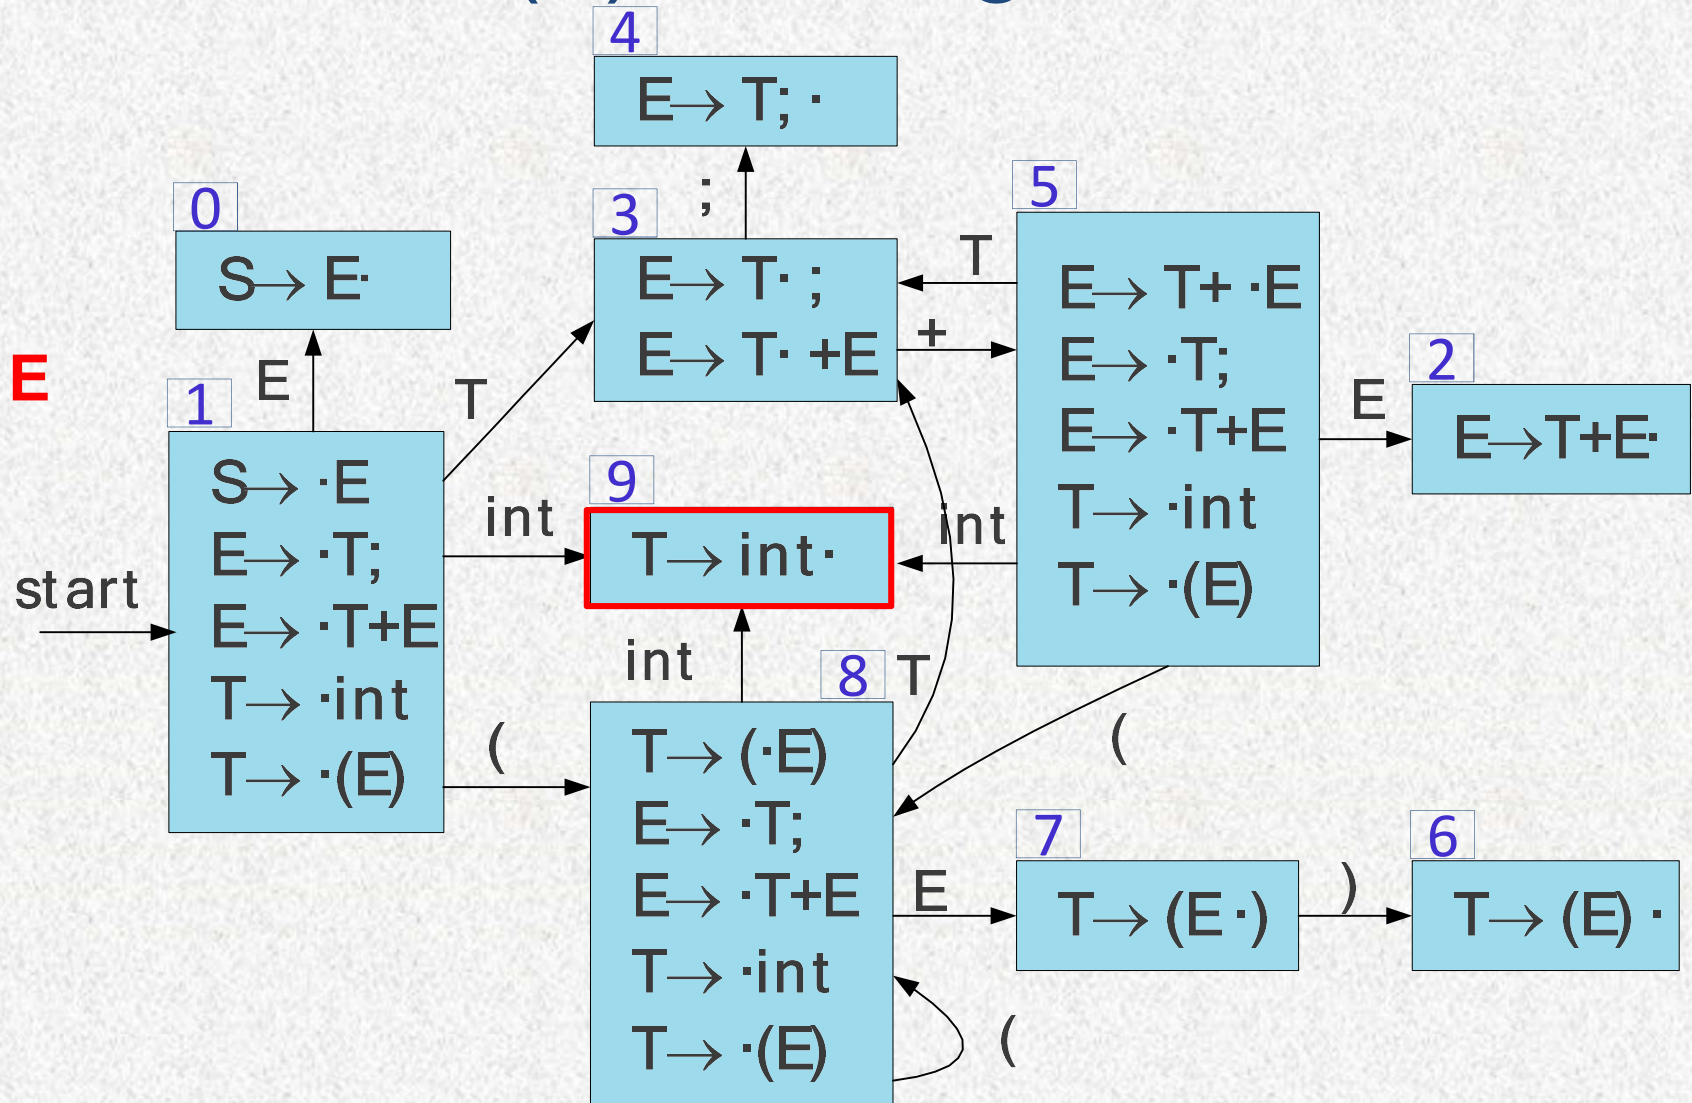 4
E→ T; ·
;
0
S→ E·
3
E→ T· ;
E→ T· +E
T
+
5
E→ T+ ·E
E→ ·T;
E→ ·T+E
T→ ·int
T→ ·(E)
E
2
E→T+E·
E
E
T
1
S→ ·E
E→ ·T;
E→ ·T+E
T→ ·int
T→ ·(E)
start
int
9
T→ int·
int
int
8
T
(
(
T→ (·E)
E→ ·T;
E→ ·T+E
T→ ·int
T→ ·(E)
E
7
T→ (E·)
)
6
T→ (E) ·
(